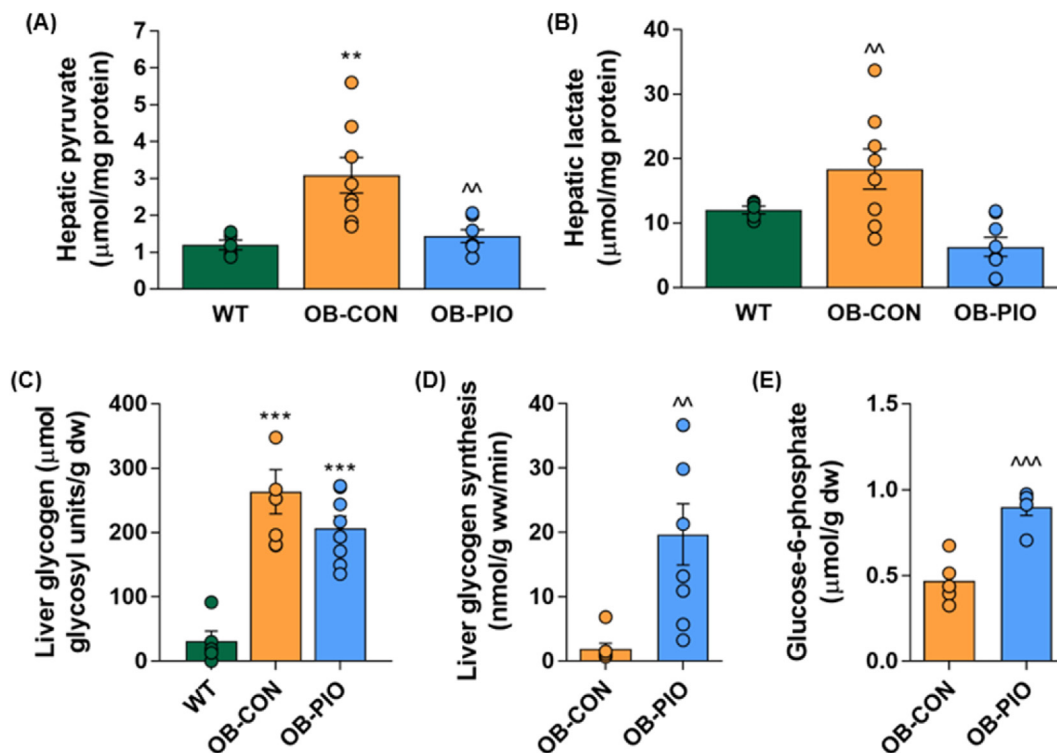 (A)
Hepatic pyruvate
(μmol/mg protein)
7
6
5
4
3
2
1
0
**
^^
WT
OB-CON
OB-PIO
(B)
Hepatic lactate
(μmol/mg protein)
40
30
20
10
0
^^
WT
OB-CON
OB-PIO
(C)
Liver glycogen (μmol
glycosyl units/g dw)
400
300
200
100
0
***
***
WT
OB-CON
OB-PIO
(D)
Liver glycogen synthesis
(nmol/g ww/min)
40
30
20
10
0
^^
OB-CON
OB-PIO
(E)
Glucose-6-phosphate
(μmol/g dw)
1.5
1.0
0.5
0.0
^^^
OB-CON
OB-PIO